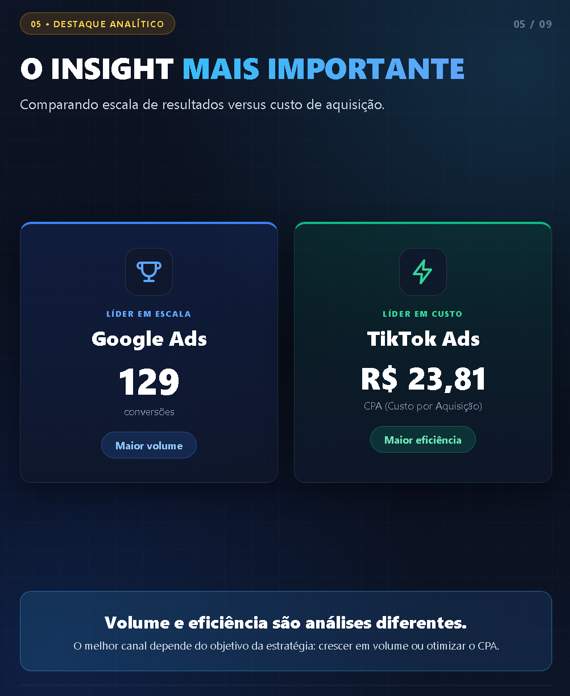 05 • DESTAQUE ANALÍTICO
05 / 09
O INSIGHT MAIS IMPORTANTE
Comparando escala de resultados versus custo de aquisição.
LÍDER EM ESCALA
Google Ads
129
conversões
Maior volume
LÍDER EM CUSTO
TikTok Ads
R$ 23,81
CPA (Custo por Aquisição)
Maior eficiência
Volume e eficiência são análises diferentes.
O melhor canal depende do objetivo da estratégia: crescer em volume ou otimizar o CPA.